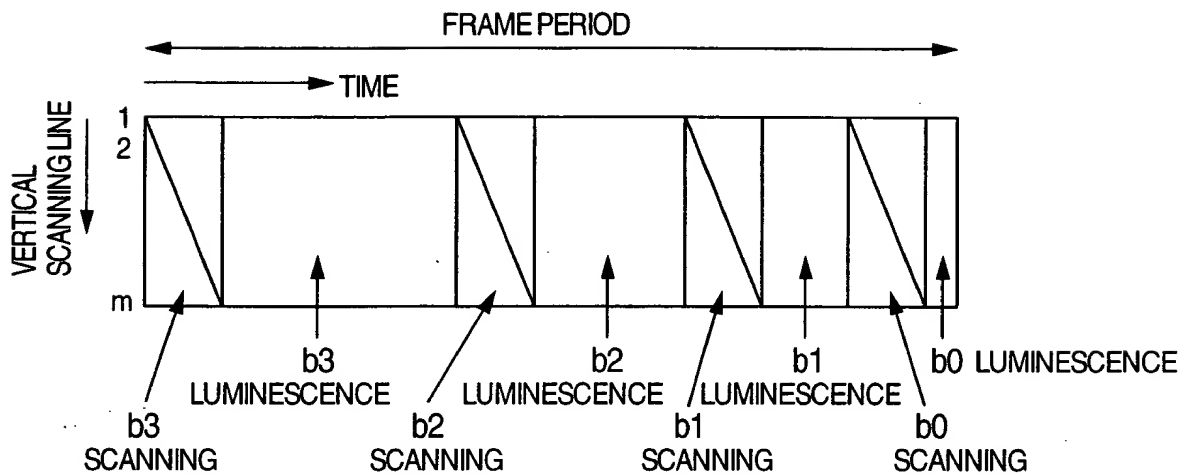 FRAME PERIOD
TIME
VERTICAL
SCANNING LINE
1
2
m
b3
LUMINESCENCE
b2
LUMINESCENCE
b1
LUMINESCENCE
b0 LUMINESCENCE
b3
SCANNING
b2
SCANNING
b1
SCANNING
b0
SCANNING